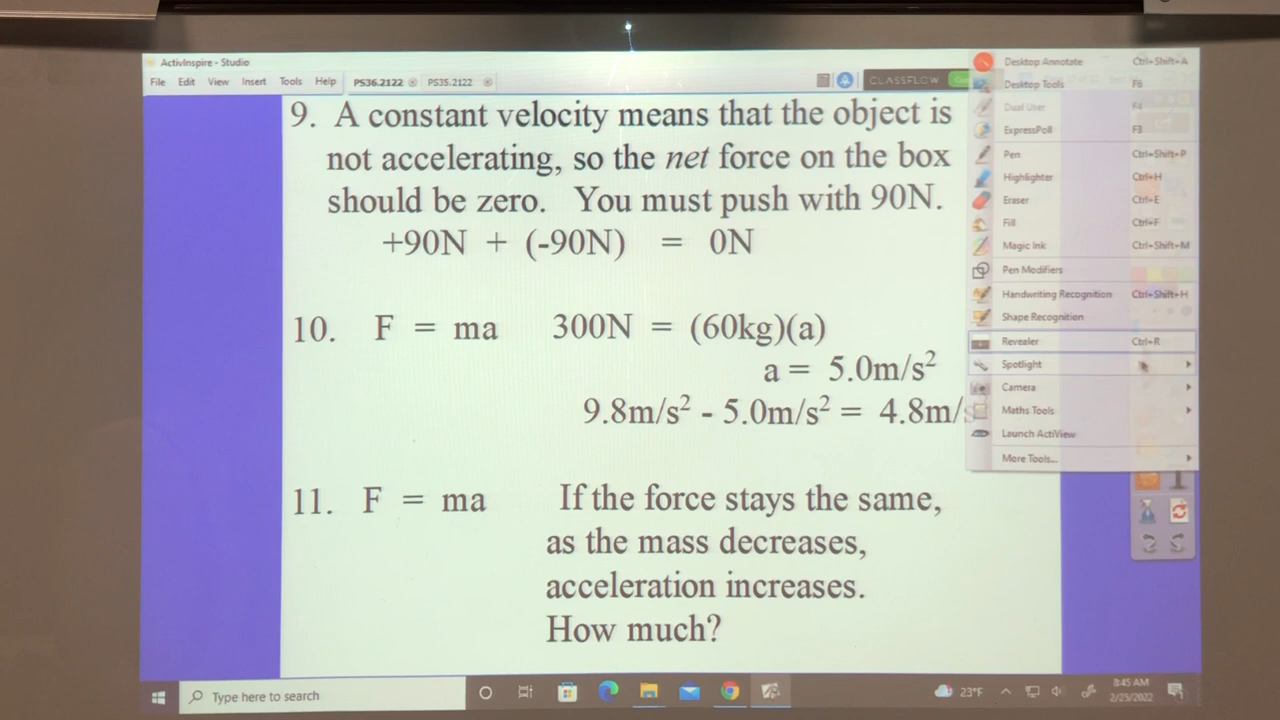 ActivInspire - Studio
File Edit View Insert Tools Help PS36.2122 PS35.2122 CLASSFLOW
9. A constant velocity means that the object is
not accelerating, so the net force on the box
should be zero. You must push with 90N.
+90N + (-90N) = 0N
10. F = ma 300N = (60kg)(a)
a = 5.0m/s²
9.8m/s² - 5.0m/s² = 4.8m/s
11. F = ma If the force stays the same,
as the mass decreases,
acceleration increases.
How much?
Desktop Annotate Ctrl+Shift+A
Desktop Tools F6
Dual User F4
ExpressPoll F3
Pen Ctrl+Shift+P
Highlighter Ctrl+H
Eraser Ctrl+E
Fill Ctrl+F
Magic Ink Ctrl+Shift+M
Pen Modifiers
Handwriting Recognition Ctrl+Shift+H
Shape Recognition
Revealer Ctrl+R
Spotlight
Camera
Maths Tools
Launch ActiView
More Tools...
Type here to search
23°F
8:45 AM
2/25/2022